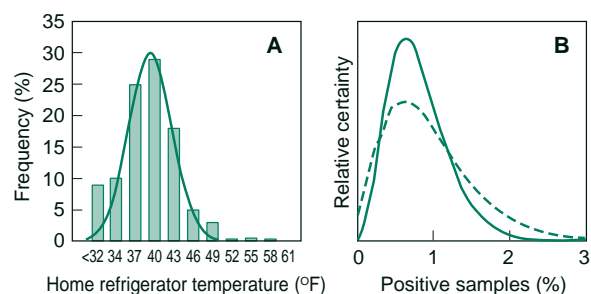 A
35
30
25
20
15
10
5
0
Frequency (%)
<32 34 37 40 43 46 49 52 55 58 61
Home refrigerator temperature (ºF)
B
Relative certainty
0 1 2 3
Positive samples (%)